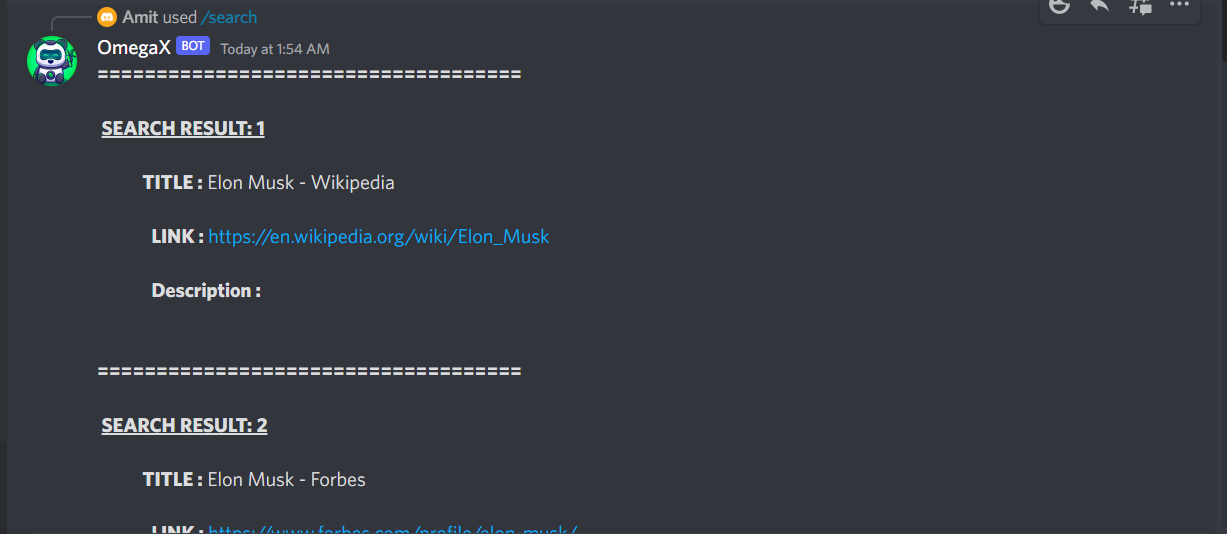 Amit used /search
OmegaX BOT Today at 1:54 AM
====================================
SEARCH RESULT: 1
TITLE : Elon Musk - Wikipedia
LINK : https://en.wikipedia.org/wiki/Elon_Musk
Description :
====================================
SEARCH RESULT: 2
TITLE : Elon Musk - Forbes
LINK : https://www.forbes.com/profile/elon-musk/